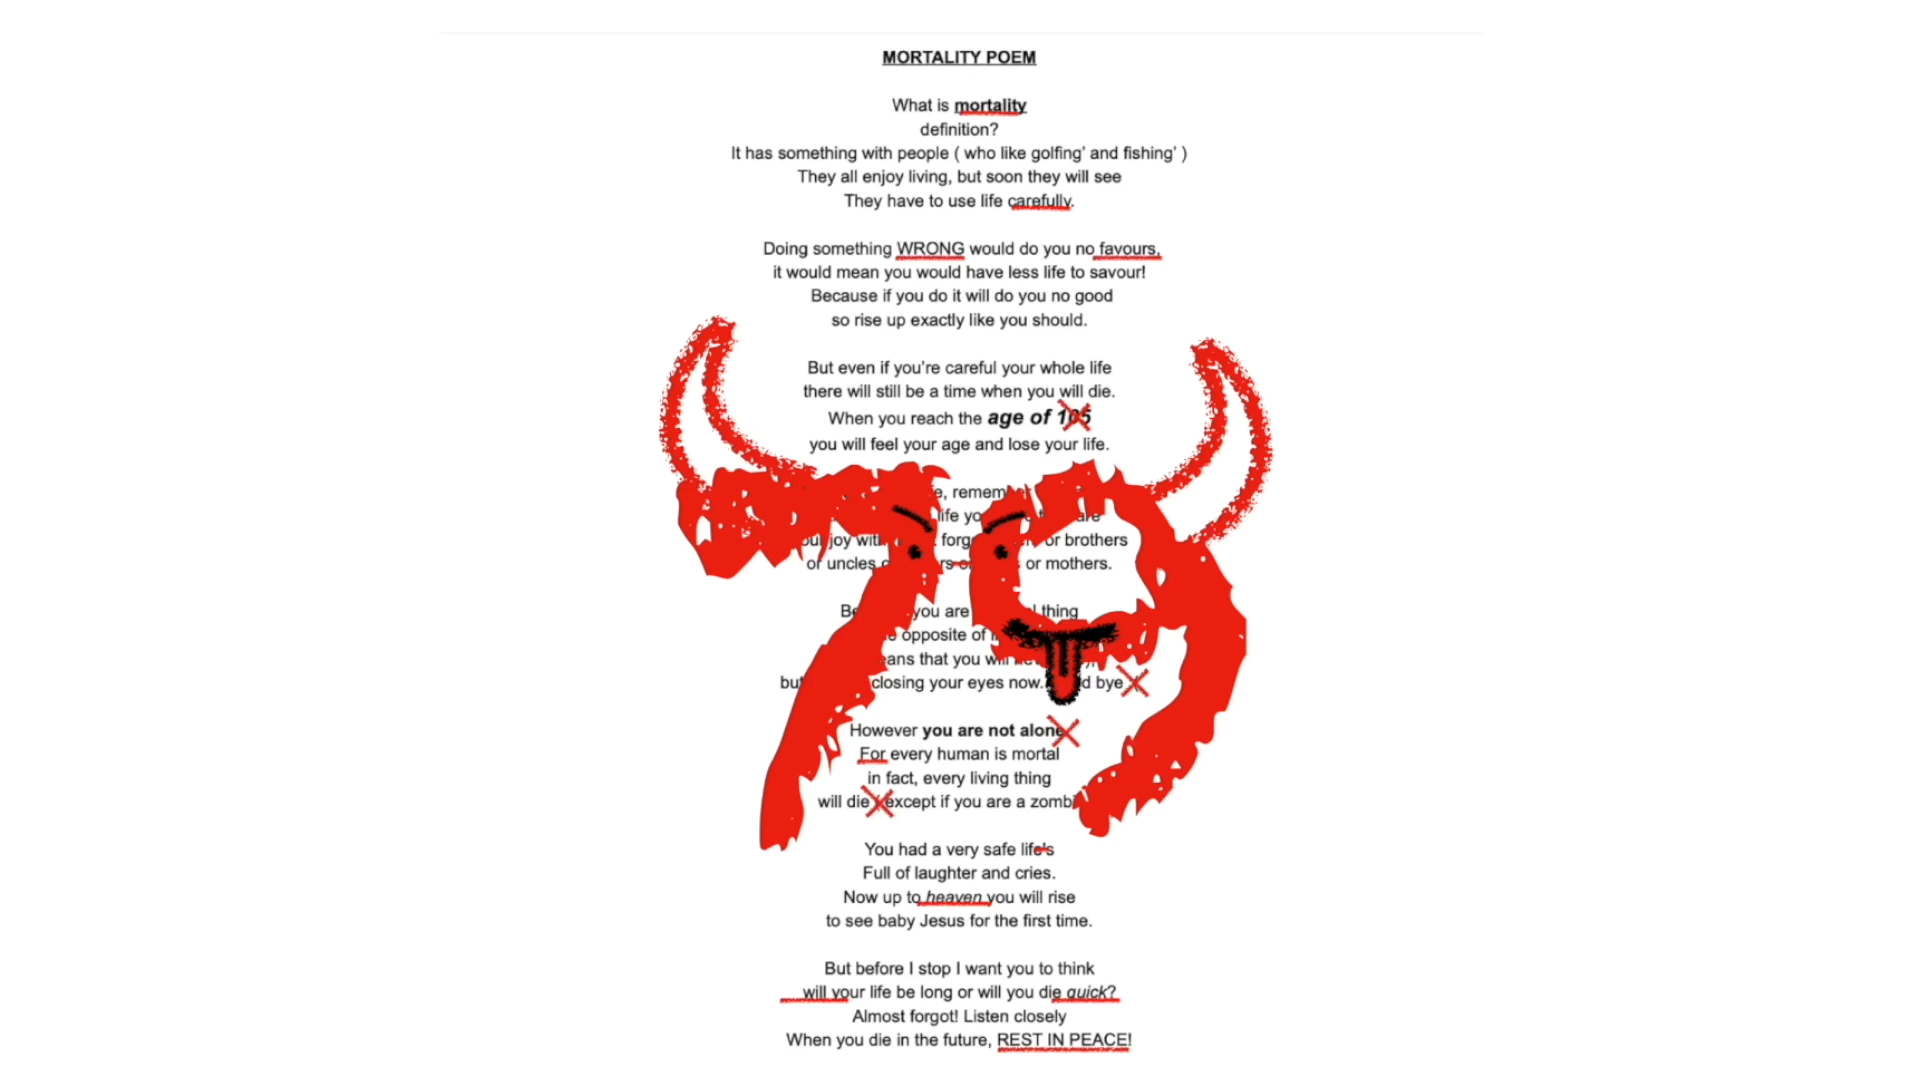 MORTALITY POEM
What is mortality
definition?
It has something with people ( who like golfing' and fishing' )
They all enjoy living, but soon they will see
They have to use life carefully.
Doing something WRONG would do you no favours,
it would mean you would have less life to savour!
Because if you do it will do you no good
so rise up exactly like you should.
But even if you're careful your whole life
there will still be a time when you will die.
When you reach the age of 105
you will feel your age and lose your life.
life
joy or brothers
or uncles or mothers.
you are thing
opposite of
that you
closing your eyes now. bye
However you are not alone
For every human is mortal
in fact, every living thing
will die except if you are a
You had a very safe life's
Full of laughter and cries.
Now up to heaven you will rise
to see baby Jesus for the first time.
But before I stop I want you to think
will your life be long or will you die quick?
Almost forgot! Listen closely
When you die in the future, REST IN PEACE!
79